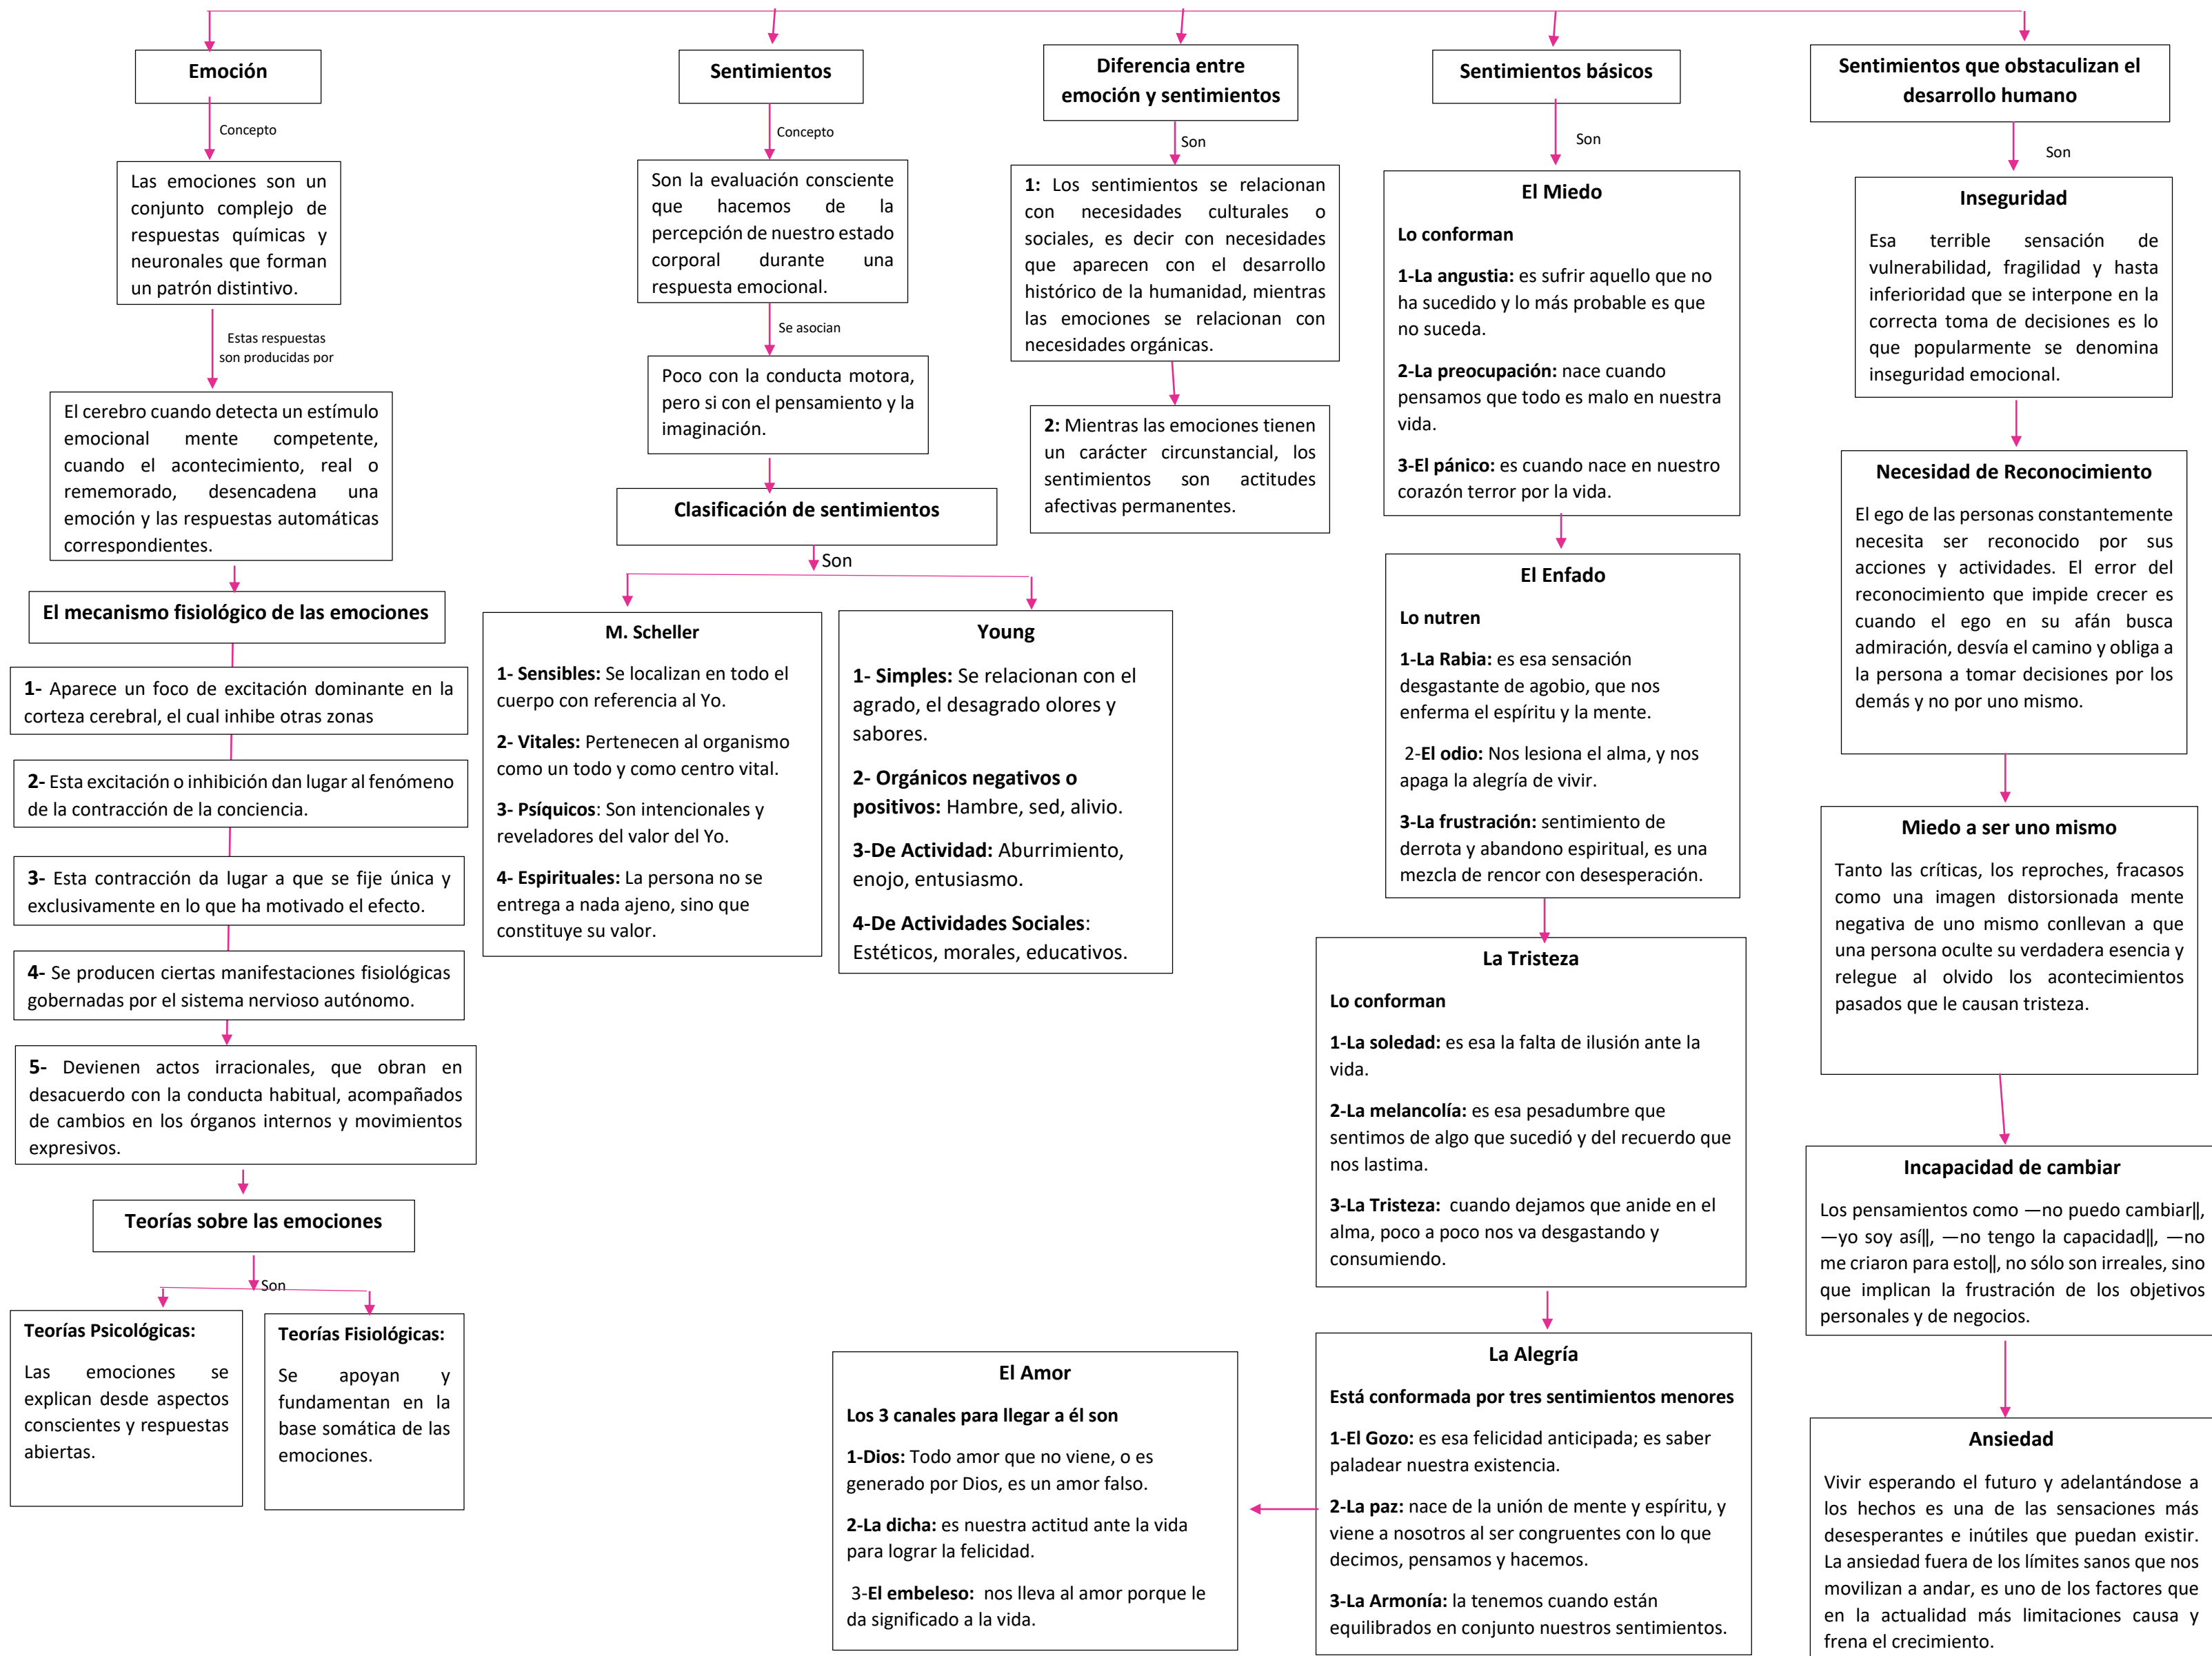 Emoción
Concepto
Las emociones son un
conjunto complejo de
respuestas químicas y
neuronales que forman
un patrón distintivo.
Estas respuestas
son producidas por
El cerebro cuando detecta un estímulo
emocional mente competente,
cuando el acontecimiento, real o
rememorado, desencadena una
emoción y las respuestas automáticas
correspondientes.
El mecanismo fisiológico de las emociones
1- Aparece un foco de excitación dominante en la
corteza cerebral, el cual inhibe otras zonas
2- Esta excitación o inhibición dan lugar al fenómeno
de la contracción de la conciencia.
3- Esta contracción da lugar a que se fije única y
exclusivamente en lo que ha motivado el efecto.
4- Se producen ciertas manifestaciones fisiológicas
gobernadas por el sistema nervioso autónomo.
5- Devienen actos irracionales, que obran en
desacuerdo con la conducta habitual, acompañados
de cambios en los órganos internos y movimientos
expresivos.
Teorías sobre las emociones
Son
Teorías Psicológicas:
Las emociones se
explican desde aspectos
conscientes y respuestas
abiertas.
Teorías Fisiológicas:
Se apoyan y
fundamentan en la
base somática de las
emociones.
Sentimientos
Concepto
Son la evaluación consciente
que hacemos de la
percepción de nuestro estado
corporal durante una
respuesta emocional.
Se asocian
Poco con la conducta motora,
pero si con el pensamiento y la
imaginación.
Clasificación de sentimientos
Son
M. Scheller
1- Sensibles: Se localizan en todo el
cuerpo con referencia al Yo.
2- Vitales: Pertenecen al organismo
como un todo y como centro vital.
3- Psíquicos: Son intencionales y
reveladores del valor del Yo.
4- Espirituales: La persona no se
entrega a nada ajeno, sino que
constituye su valor.
Young
1- Simples: Se relacionan con el
agrado, el desagrado olores y
sabores.
2- Orgánicos negativos o
positivos: Hambre, sed, alivio.
3-De Actividad: Aburrimiento,
enojo, entusiasmo.
4-De Actividades Sociales:
Estéticos, morales, educativos.
Diferencia entre
emoción y sentimientos
Son
1: Los sentimientos se relacionan
con necesidades culturales o
sociales, es decir con necesidades
que aparecen con el desarrollo
histórico de la humanidad, mientras
las emociones se relacionan con
necesidades orgánicas.
2: Mientras las emociones tienen
un carácter circunstancial, los
sentimientos son actitudes
afectivas permanentes.
Sentimientos básicos
Son
El Miedo
Lo conforman
1-La angustia: es sufrir aquello que no
ha sucedido y lo más probable es que
no suceda.
2-La preocupación: nace cuando
pensamos que todo es malo en nuestra
vida.
3-El pánico: es cuando nace en nuestro
corazón terror por la vida.
El Enfado
Lo nutren
1-La Rabia: es esa sensación
desgastante de agobio, que nos
enferma el espíritu y la mente.
2-El odio: Nos lesiona el alma, y nos
apaga la alegría de vivir.
3-La frustración: sentimiento de
derrota y abandono espiritual, es una
mezcla de rencor con desesperación.
La Tristeza
Lo conforman
1-La soledad: es esa la falta de ilusión ante la
vida.
2-La melancolía: es esa pesadumbre que
sentimos de algo que sucedió y del recuerdo que
nos lastima.
3-La Tristeza: cuando dejamos que anide en el
alma, poco a poco nos va desgastando y
consumiendo.
La Alegría
Está conformada por tres sentimientos menores
1-El Gozo: es esa felicidad anticipada; es saber
paladear nuestra existencia.
2-La paz: nace de la unión de mente y espíritu, y
viene a nosotros al ser congruentes con lo que
decimos, pensamos y hacemos.
3-La Armonía: la tenemos cuando están
equilibrados en conjunto nuestros sentimientos.
El Amor
Los 3 canales para llegar a él son
1-Dios: Todo amor que no viene, o es
generado por Dios, es un amor falso.
2-La dicha: es nuestra actitud ante la vida
para lograr la felicidad.
3-El embeleso: nos lleva al amor porque le
da significado a la vida.
Sentimientos que obstaculizan el
desarrollo humano
Son
Inseguridad
Esa terrible sensación de
vulnerabilidad, fragilidad y hasta
inferioridad que se interpone en la
correcta toma de decisiones es lo
que popularmente se denomina
inseguridad emocional.
Necesidad de Reconocimiento
El ego de las personas constantemente
necesita ser reconocido por sus
acciones y actividades. El error del
reconocimiento que impide crecer es
cuando el ego en su afán busca
admiración, desvía el camino y obliga a
la persona a tomar decisiones por los
demás y no por uno mismo.
Miedo a ser uno mismo
Tanto las críticas, los reproches, fracasos
como una imagen distorsionada mente
negativa de uno mismo conllevan a que
una persona oculte su verdadera esencia y
relegue al olvido los acontecimientos
pasados que le causan tristeza.
Incapacidad de cambiar
Los pensamientos como ―no puedo cambiar‖,
―yo soy así‖, ―no tengo la capacidad‖, ―no
me criaron para esto‖, no sólo son irreales, sino
que implican la frustración de los objetivos
personales y de negocios.
Ansiedad
Vivir esperando el futuro y adelantándose a
los hechos es una de las sensaciones más
desesperantes e inútiles que puedan existir.
La ansiedad fuera de los límites sanos que nos
movilizan a andar, es uno de los factores que
en la actualidad más limitaciones causa y
frena el crecimiento.